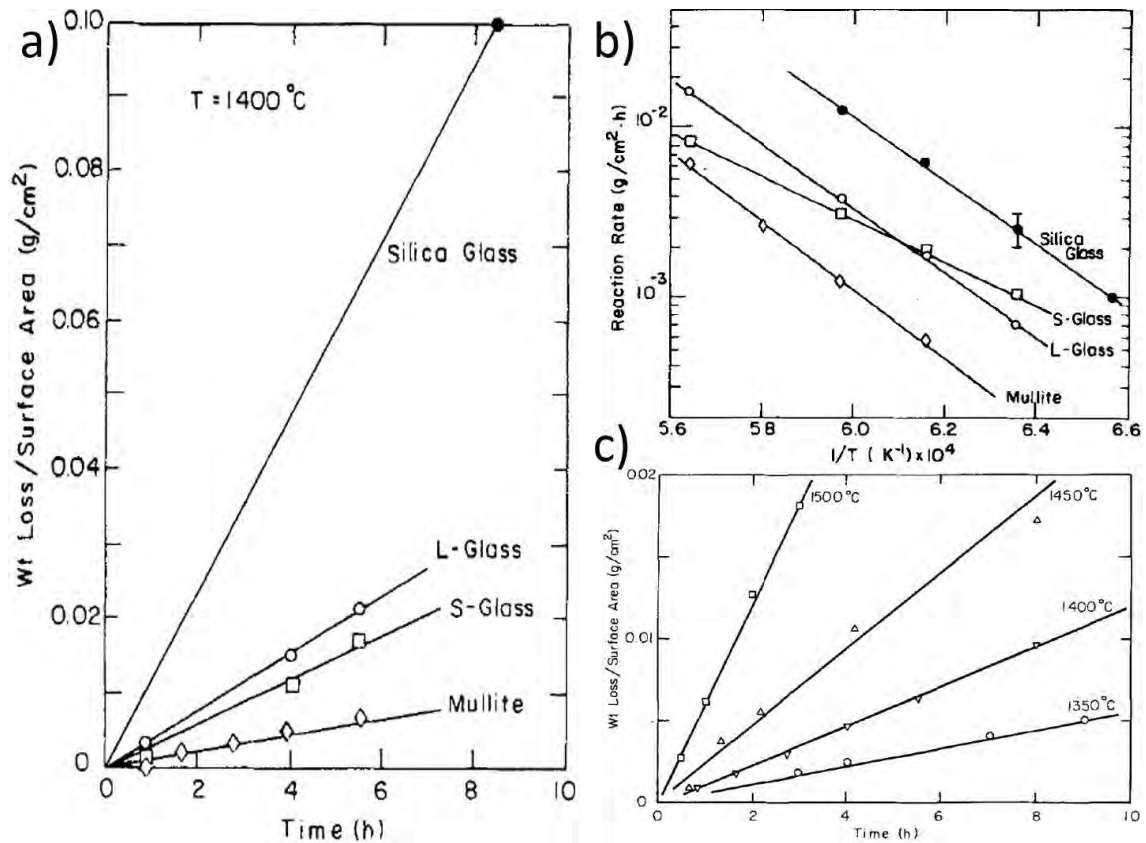 a)
0.10
T = 1400 °C
0.08
0.06
0.04
0.02
0
Wt Loss/Surface Area (g/cm²)
Silica Glass
L-Glass
S-Glass
Mullite
0 2 4 6 8 10
Time (h)
b)
10⁻²
10⁻³
Reaction Rate (g/cm²·h)
Silica
Glass
S-Glass
L-Glass
Mullite
5.6 5.8 6.0 6.2 6.4 6.6
1/T (K⁻¹) x 10⁴
c)
0.02
0.01
0
Wt Loss/Surface Area (g/cm²)
1500°C
1450°C
1400°C
1350°C
0 2 4 6 8 10
Time (h)